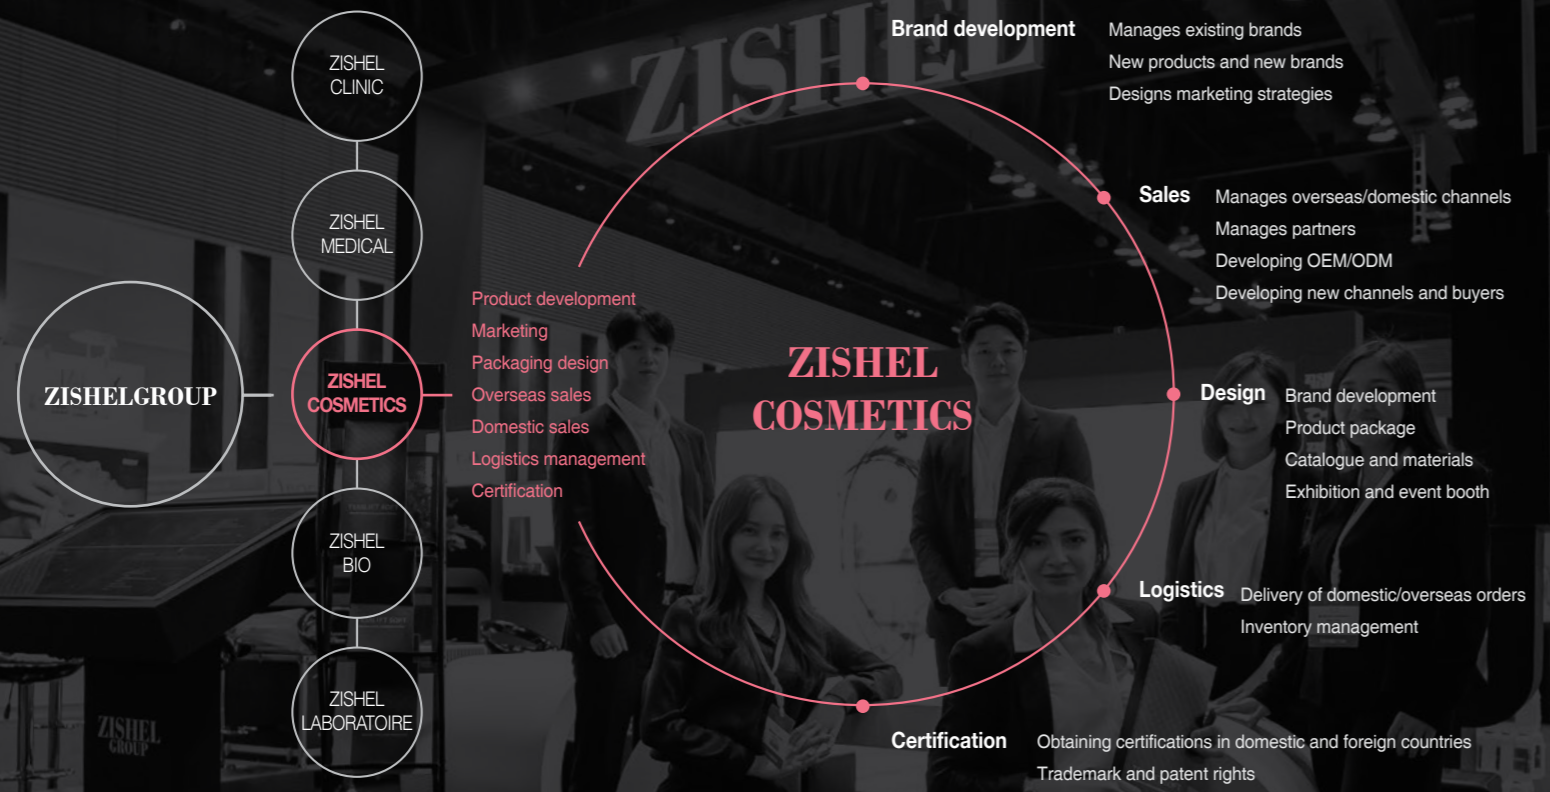 ZISHELGROUP
ZISHEL
CLINIC
ZISHEL
MEDICAL
ZISHEL
COSMETICS
ZISHEL
BIO
ZISHEL
LABORATOIRE
Product development
Marketing
Packaging design
Overseas sales
Domestic sales
Logistics management
Certification
ZISHEL
ZISHEL
COSMETICS
Brand development
Manages existing brands
New products and new brands
Designs marketing strategies
Sales
Manages overseas/domestic channels
Manages partners
Developing OEM/ODM
Developing new channels and buyers
Design
Brand development
Product package
Catalogue and materials
Exhibition and event booth
Logistics
Delivery of domestic/overseas orders
Inventory management
Certification
Obtaining certifications in domestic and foreign countries
Trademark and patent rights
ZISHEL
GROUP